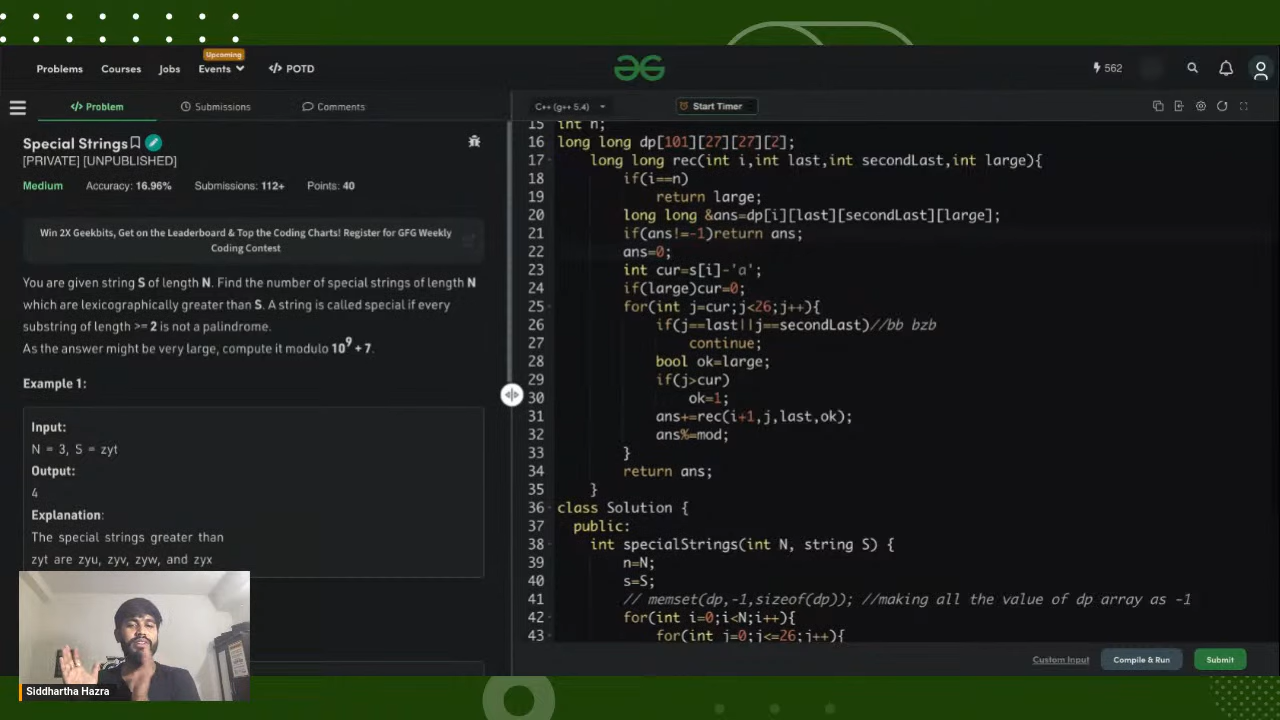 Problems Courses Jobs Upcoming Events </> POTD
562
</> Problem Submissions Comments
C++ (g++ 5.4) Start Timer
Special Strings
[PRIVATE] [UNPUBLISHED]
Medium Accuracy: 16.96% Submissions: 112+ Points: 40
Win 2X Geekbits, Get on the Leaderboard & Top the Coding Charts! Register for GFG Weekly
Coding Contest
You are given string S of length N. Find the number of special strings of length N
which are lexicographically greater than S. A string is called special if every
substring of length >= 2 is not a palindrome.
As the answer might be very large, compute it modulo 10^9 + 7.
Example 1:
Input:
N = 3, S = zyt
Output:
4
Explanation:
The special strings greater than
zyt are zyu, zyv, zyw, and zyx
Siddhartha Hazra
15 int n;
16 long long dp[101][27][27][2];
17 long long rec(int i,int last,int secondLast,int large){
18 if(i==n)
19 return large;
20 long long &ans=dp[i][last][secondLast][large];
21 if(ans!=-1)return ans;
22 ans=0;
23 int cur=s[i]-'a';
24 if(large)cur=0;
25 for(int j=cur;j<26;j++){
26 if(j==last||j==secondLast)//bb bzb
27 continue;
28 bool ok=large;
29 if(j>cur)
30 ok=1;
31 ans+=rec(i+1,j,last,ok);
32 ans%=mod;
33 }
34 return ans;
35 }
36 class Solution {
37 public:
38 int specialStrings(int N, string S) {
39 n=N;
40 s=S;
41 // memset(dp,-1,sizeof(dp)); //making all the value of dp array as -1
42 for(int i=0;i<N;i++){
43 for(int j=0;j<=26;j++){
Custom Input Compile & Run Submit